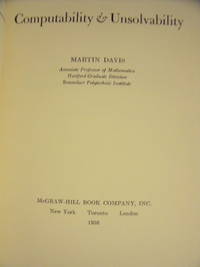 Computability & Unsolvability
MARTIN DAVIS
Associate Professor of Mathematics
Hartford Graduate Division
Rensselaer Polytechnic Institute
McGRAW-HILL BOOK COMPANY, INC.
New York Toronto London
1958